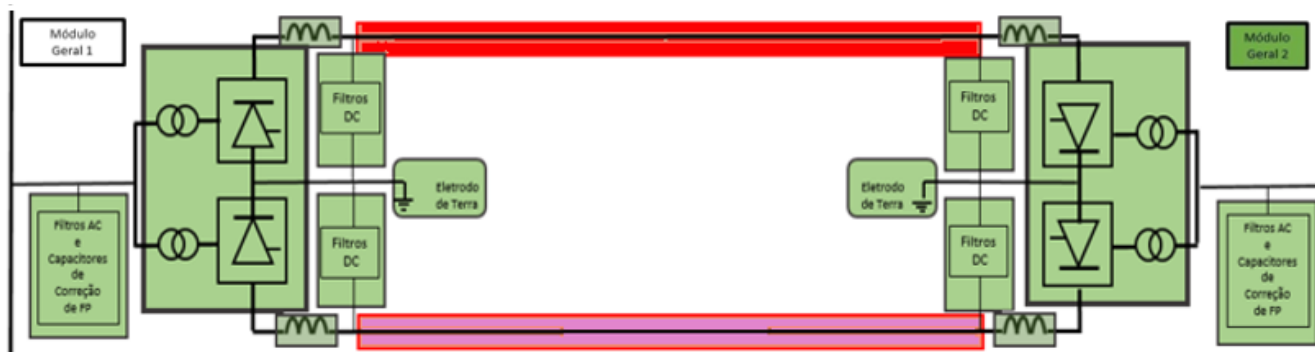 Módulo
Geral 1
Módulo
Geral 2
Filtros
DC
Filtros
DC
Eletrodo
de Terra
Eletrodo
de Terra
Filtros AC
e
Capacitores
de
Correção
de FP
Filtros
DC
Filtros
DC
Filtros AC
e
Capacitores
de
Correção
de FP